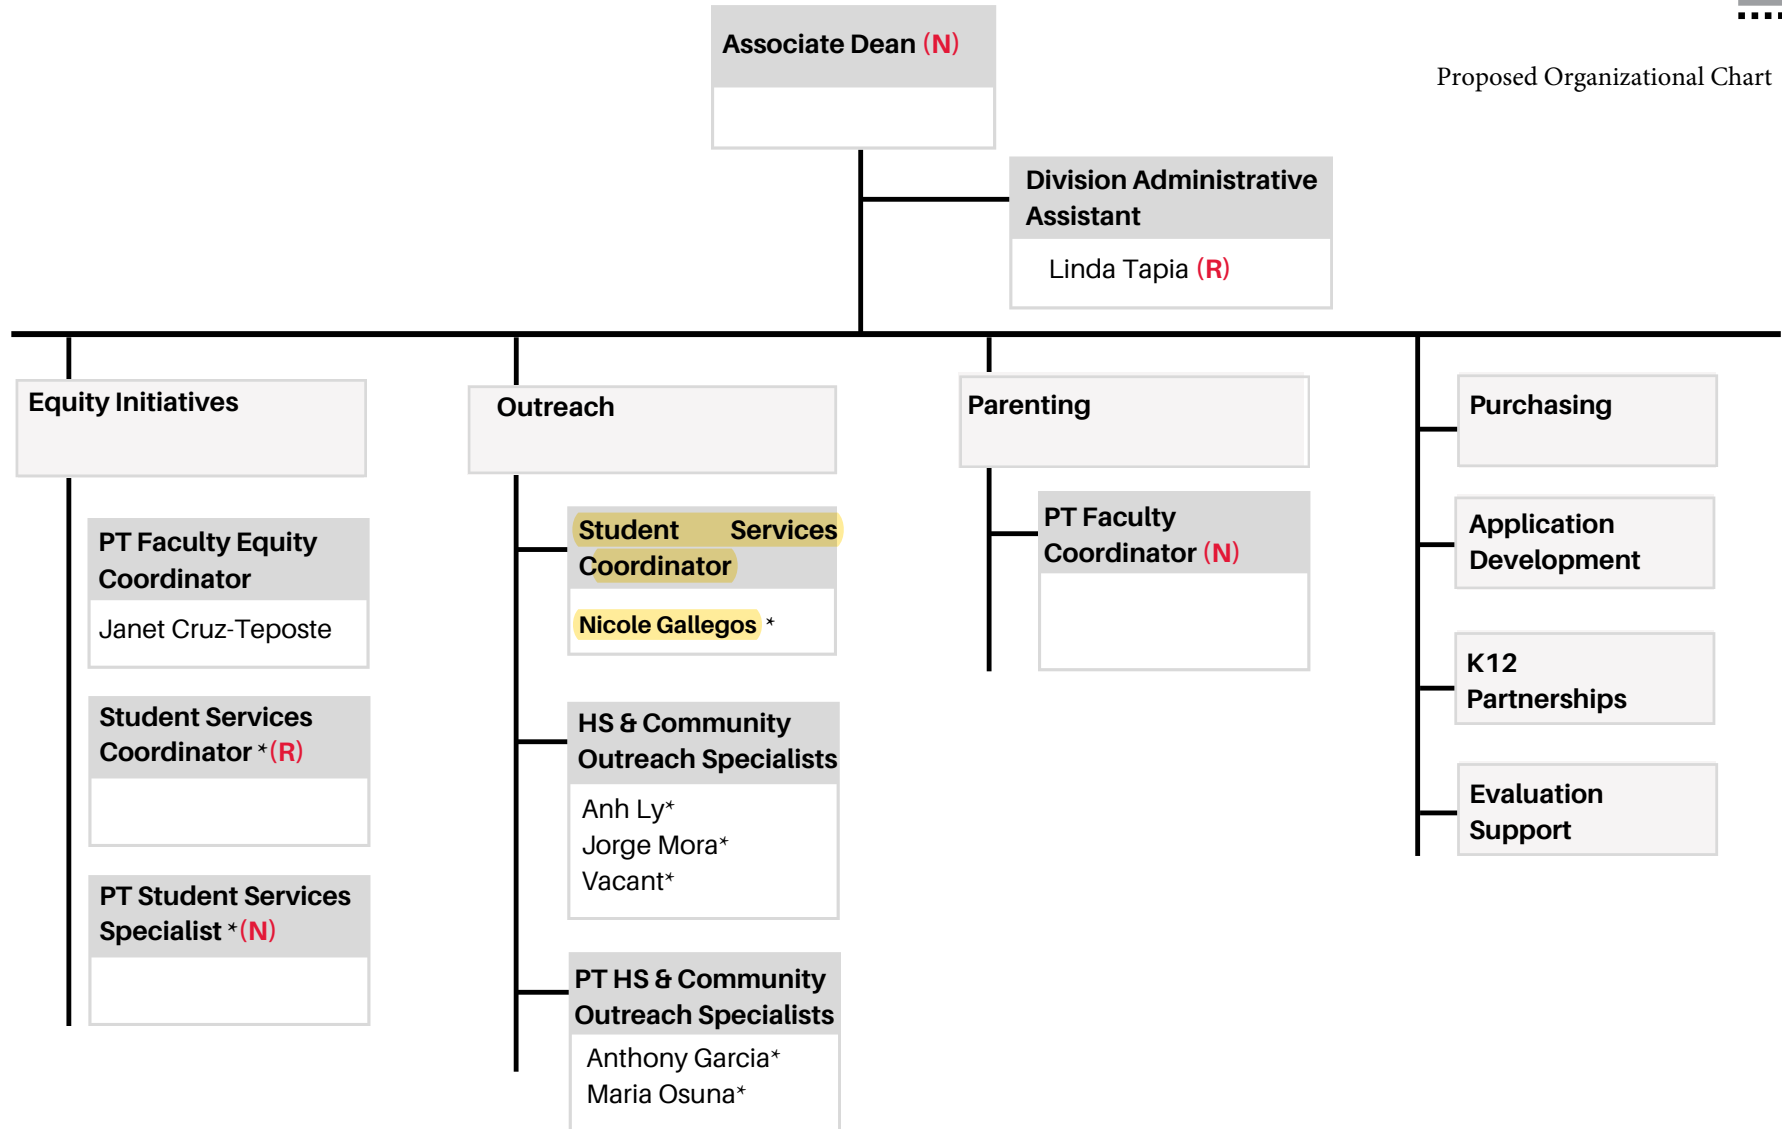 Associate Dean (N)
Proposed Organizational Chart
Division Administrative
Assistant
Linda Tapia (R)
Equity Initiatives
PT Faculty Equity
Coordinator
Janet Cruz-Teposte
Student Services
Coordinator *(R)
PT Student Services
Specialist *(N)
Outreach
Student Services
Coordinator
Nicole Gallegos *
HS & Community
Outreach Specialists
Anh Ly*
Jorge Mora*
Vacant*
PT HS & Community
Outreach Specialists
Anthony Garcia*
Maria Osuna*
Parenting
PT Faculty
Coordinator (N)
Purchasing
Application
Development
K12
Partnerships
Evaluation
Support